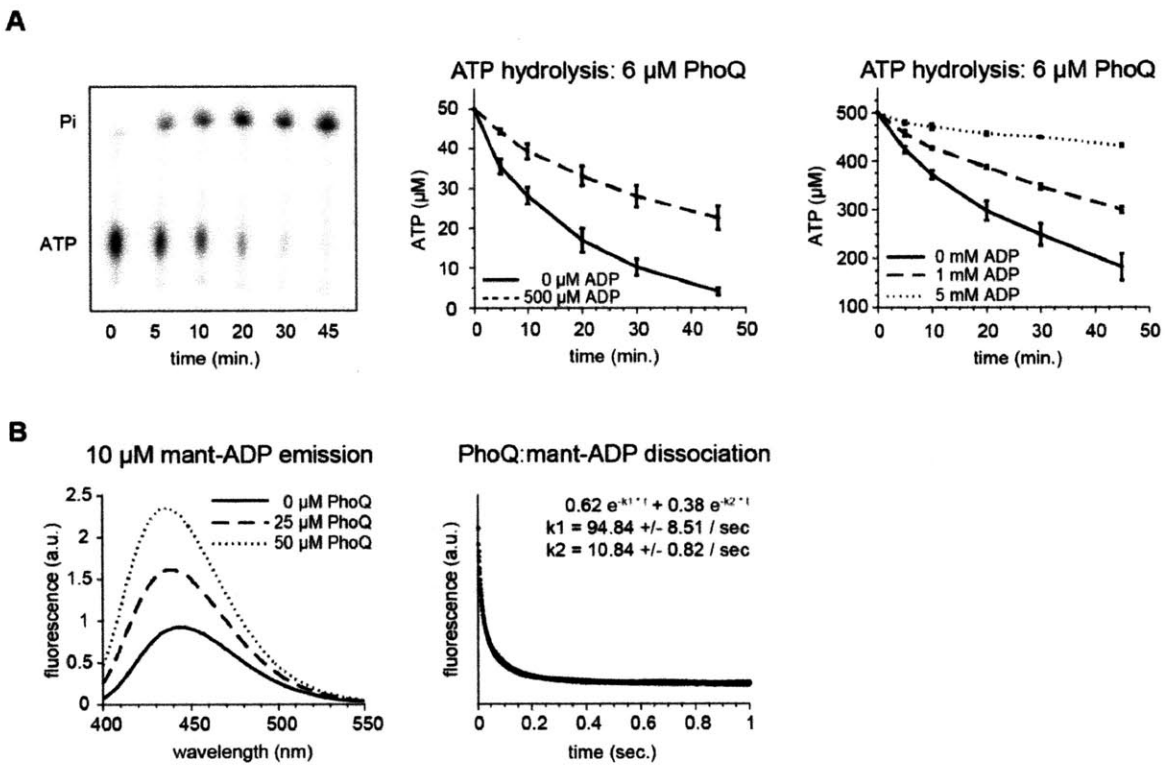 A
Pi
ATP
0 5 10 20 30 45
time (min.)
ATP hydrolysis: 6 µM PhoQ
ATP (µM)
50
40
30
20
10
0
0 µM ADP
500 µM ADP
0 10 20 30 40 50
time (min.)
ATP hydrolysis: 6 µM PhoQ
ATP (µM)
500
400
300
200
100
0 mM ADP
1 mM ADP
5 mM ADP
0 10 20 30 40 50
time (min.)
B
10 µM mant-ADP emission
fluorescence (a.u.)
2.5
2
1.5
1
0.5
0
0 µM PhoQ
25 µM PhoQ
50 µM PhoQ
400 450 500 550
wavelength (nm)
PhoQ:mant-ADP dissociation
fluorescence (a.u.)
0.62 e^-k1 * t + 0.38 e^-k2 * t
k1 = 94.84 +/- 8.51 / sec
k2 = 10.84 +/- 0.82 / sec
0 0.2 0.4 0.6 0.8 1
time (sec.)